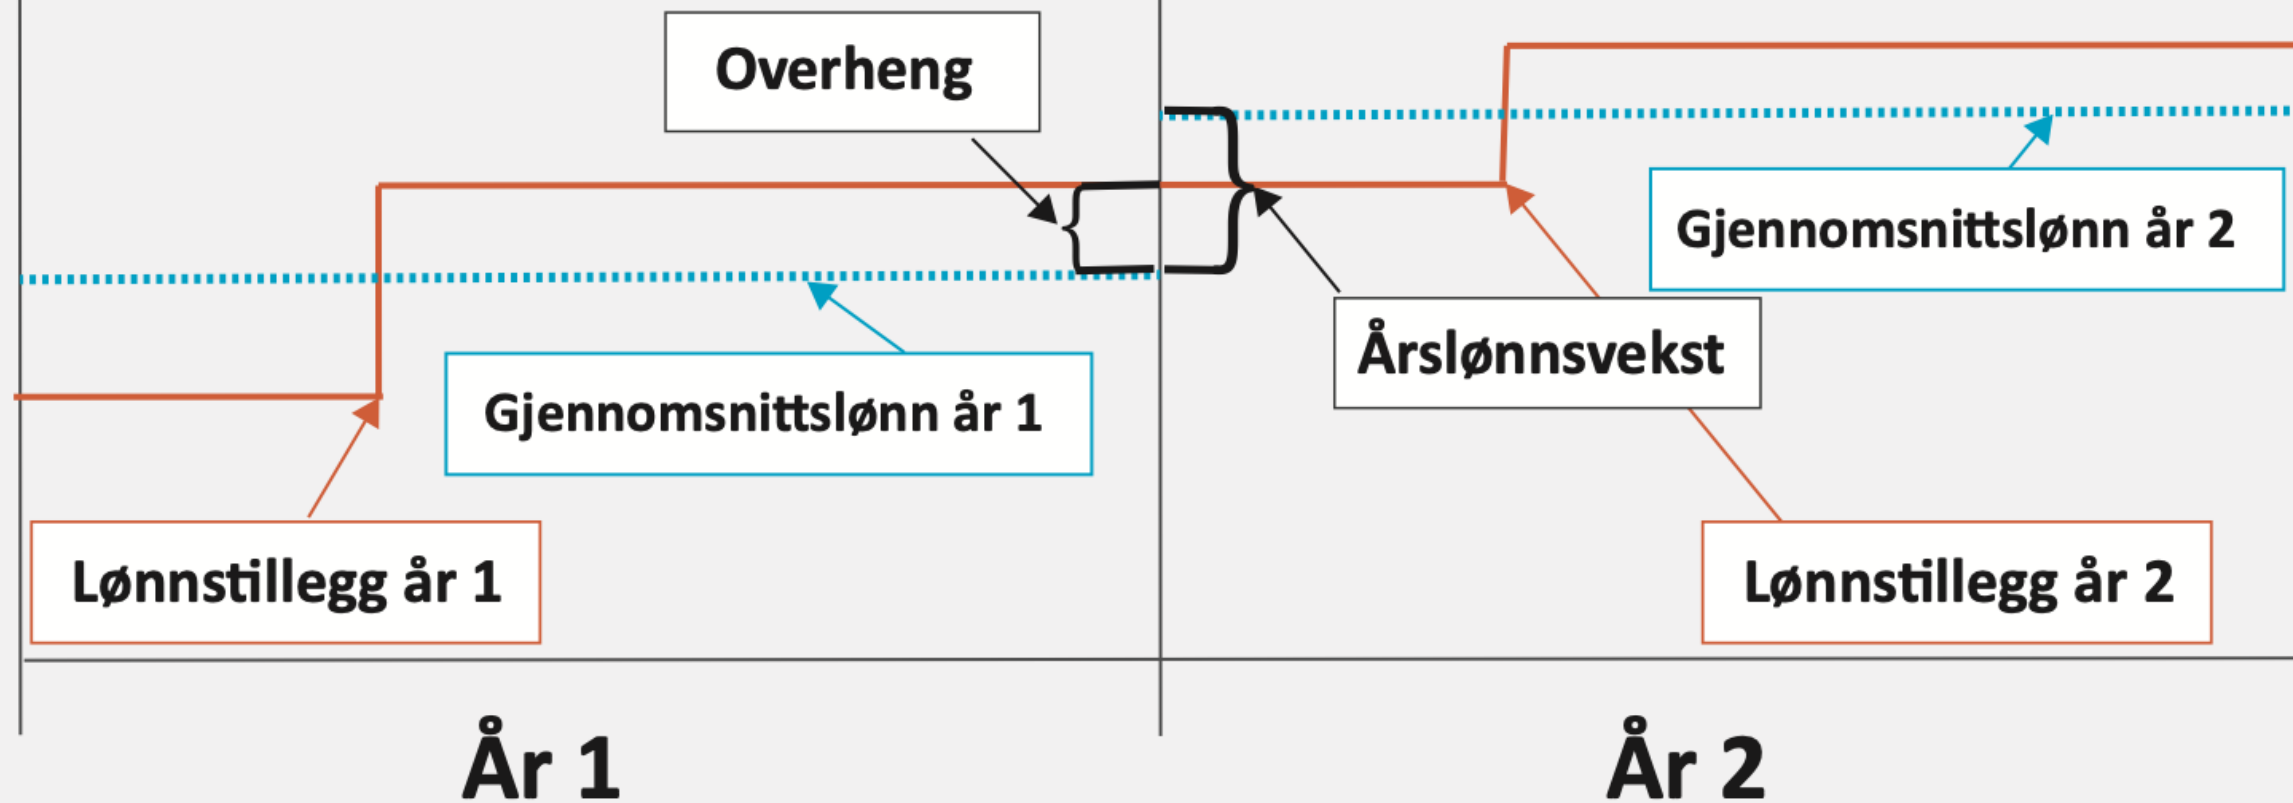 Overheng
Gjennomsnittslønn år 2
Årslønnsvekst
Gjennomsnittslønn år 1
Lønnstillegg år 1
Lønnstillegg år 2
År 1
År 2